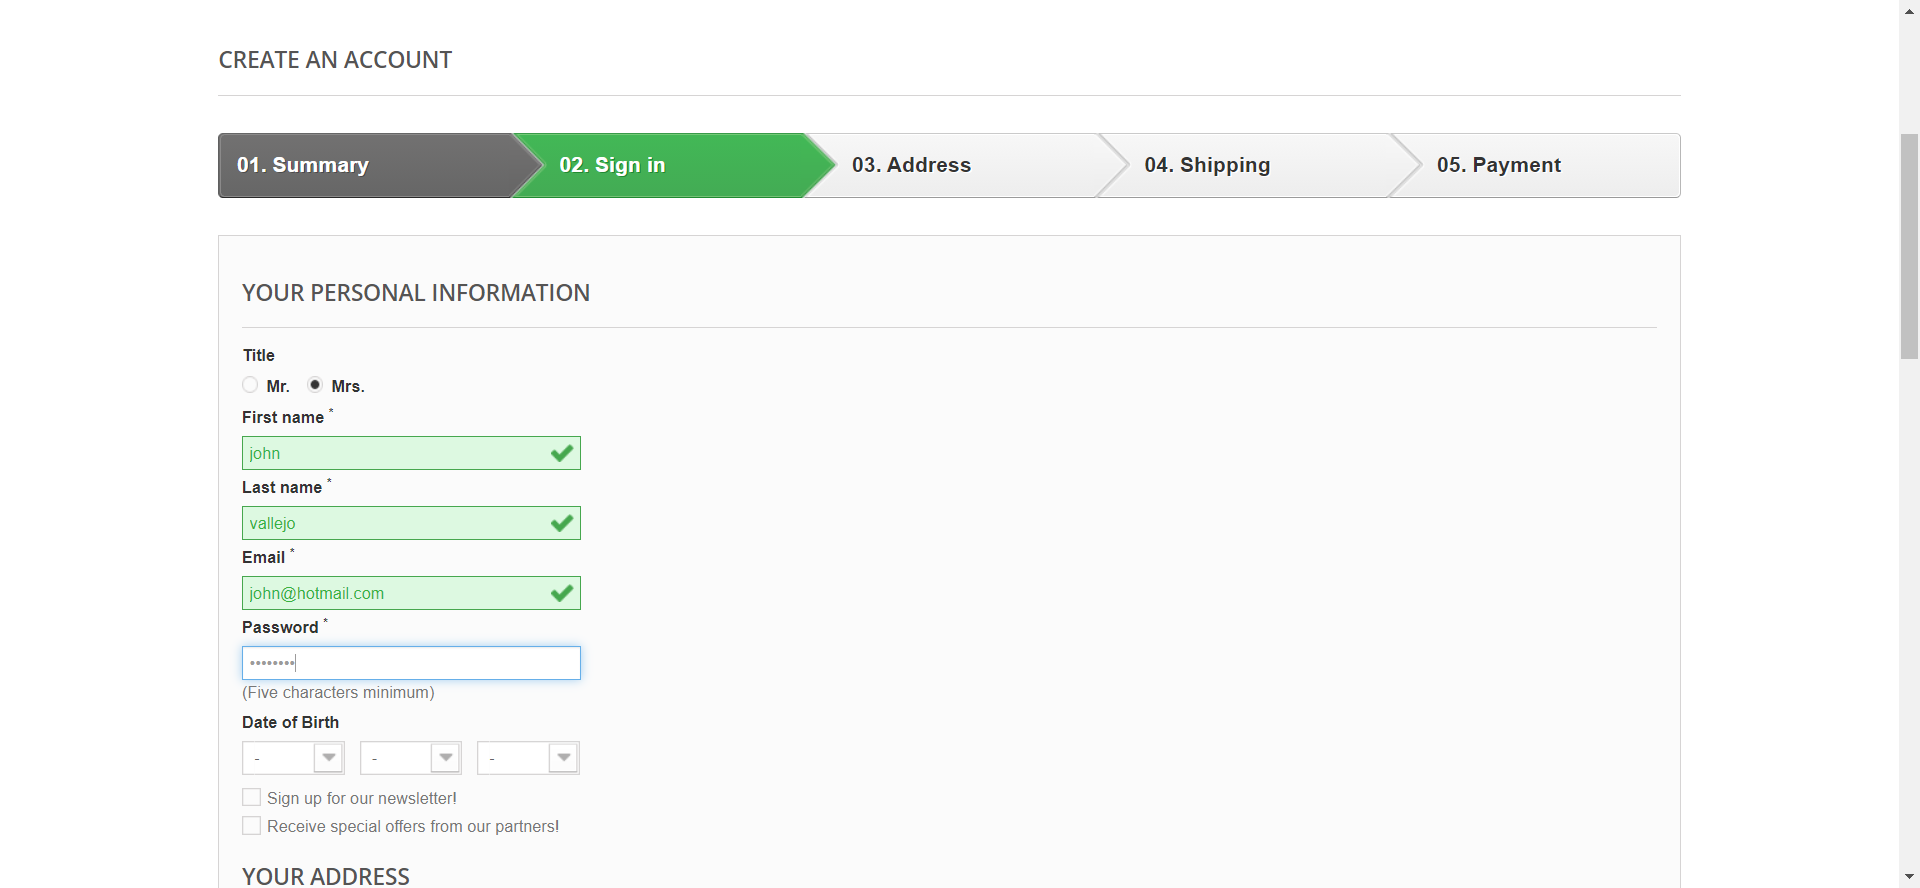 CREATE AN ACCOUNT
01. Summary 02. Sign in 03. Address 04. Shipping 05. Payment
YOUR PERSONAL INFORMATION
Title
Mr. Mrs.
First name *
john
Last name *
vallejo
Email *
john@hotmail.com
Password *
••••••••
(Five characters minimum)
Date of Birth
- - -
Sign up for our newsletter!
Receive special offers from our partners!
YOUR ADDRESS